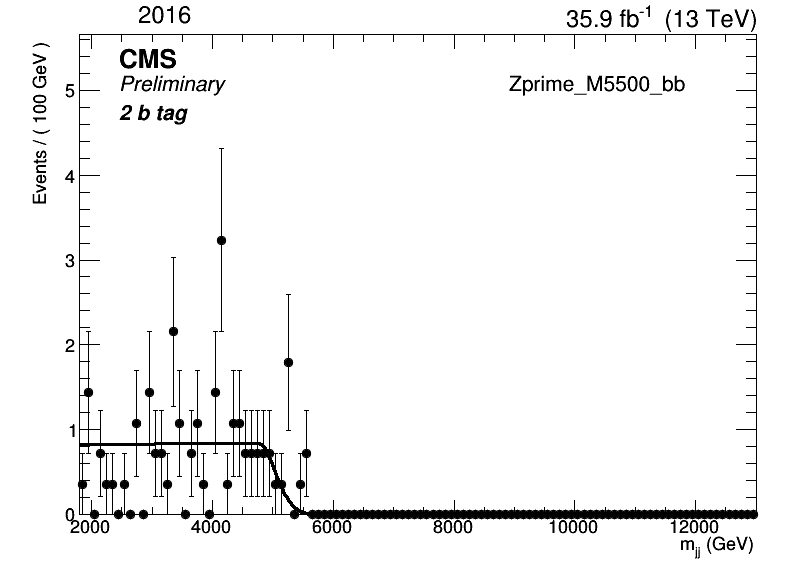 2016
35.9 fb⁻¹ (13 TeV)
CMS
Preliminary
Zprime_M5500_bb
2 b tag
Events / ( 100 GeV )
5
4
3
2
1
0
2000 4000 6000 8000 10000 12000
m_jj (GeV)